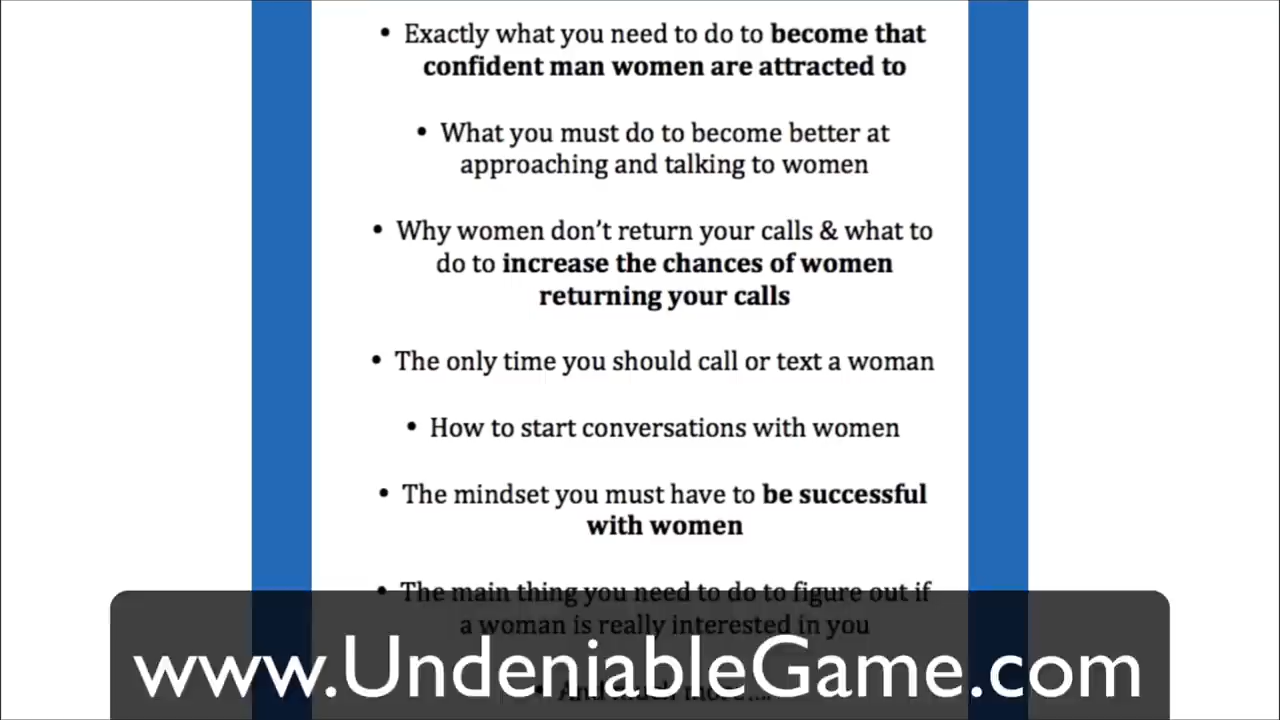 • Exactly what you need to do to become that
confident man women are attracted to
• What you must do to become better at
approaching and talking to women
• Why women don’t return your calls & what to
do to increase the chances of women
returning your calls
• The only time you should call or text a woman
• How to start conversations with women
• The mindset you must have to be successful
with women
• The main thing you need to do to figure out if
a woman is really interested in you
• And much more....
www.UndeniableGame.com